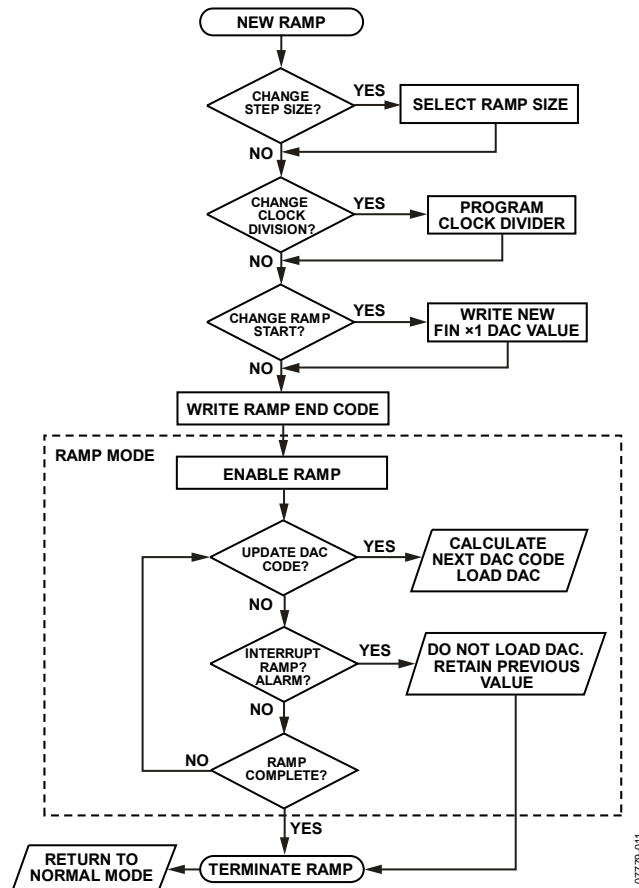 NEW RAMP
CHANGE
STEP SIZE?
YES
SELECT RAMP SIZE
NO
CHANGE
CLOCK
DIVISION?
YES
PROGRAM
CLOCK DIVIDER
NO
CHANGE RAMP
START?
YES
WRITE NEW
FIN ×1 DAC VALUE
NO
WRITE RAMP END CODE
RAMP MODE
ENABLE RAMP
UPDATE DAC
CODE?
YES
CALCULATE
NEXT DAC CODE
LOAD DAC
NO
INTERRUPT
RAMP?
ALARM?
YES
DO NOT LOAD DAC.
RETAIN PREVIOUS
VALUE
NO
NO
RAMP
COMPLETE?
YES
RETURN TO
NORMAL MODE
TERMINATE RAMP
07779-011